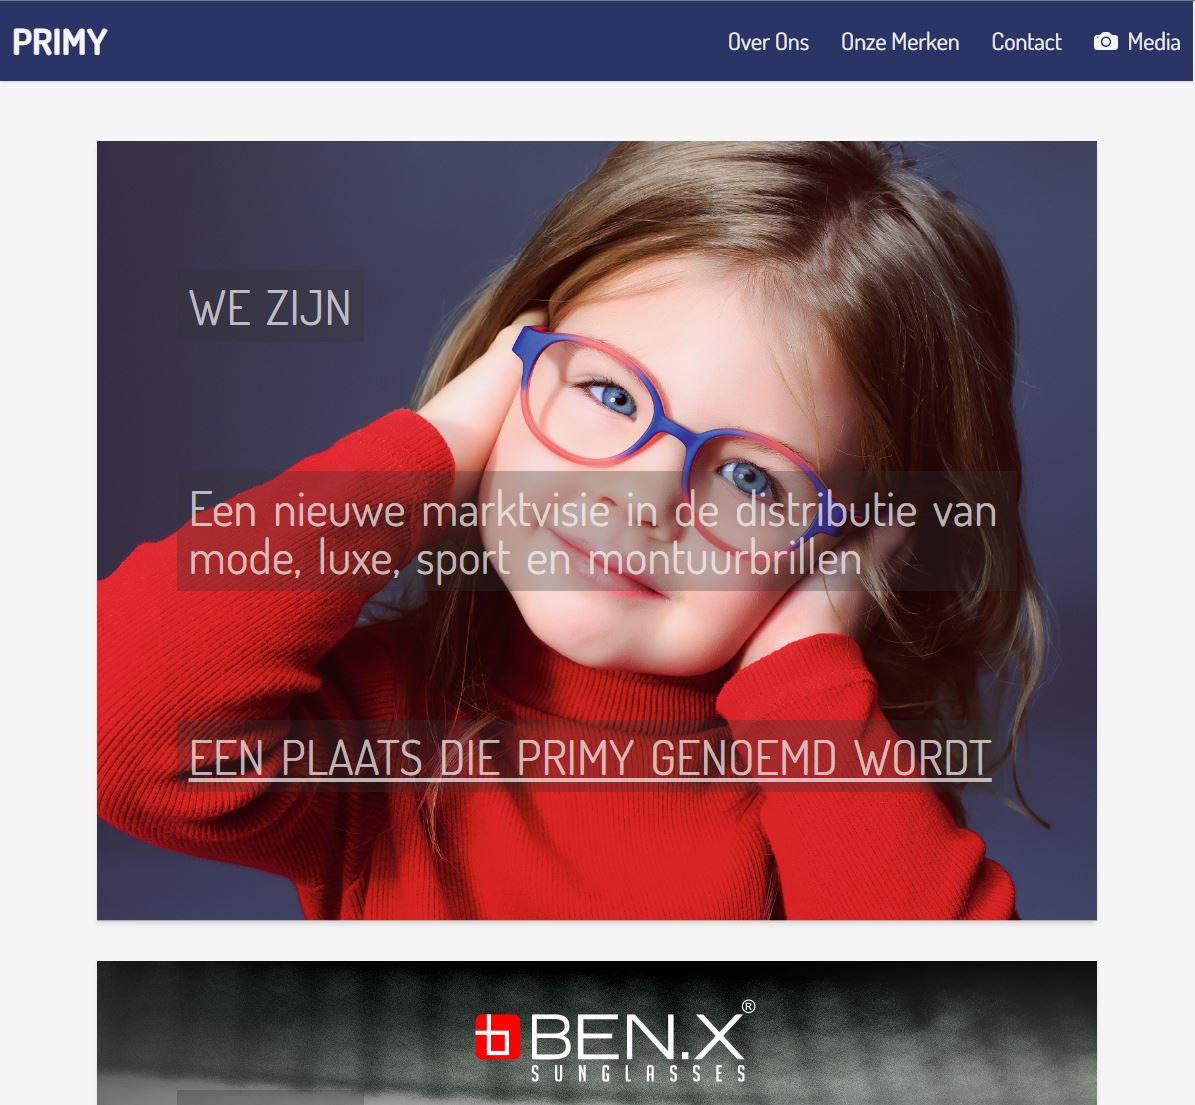 PRIMY
Over Ons
Onze Merken
Contact
Media
WE ZIJN
Een nieuwe marktvisie in de distributie van
mode, luxe, sport en montuurbrillen
EEN PLAATS DIE PRIMY GENOEMD WORDT
b BEN.X®
SUNGLASSES